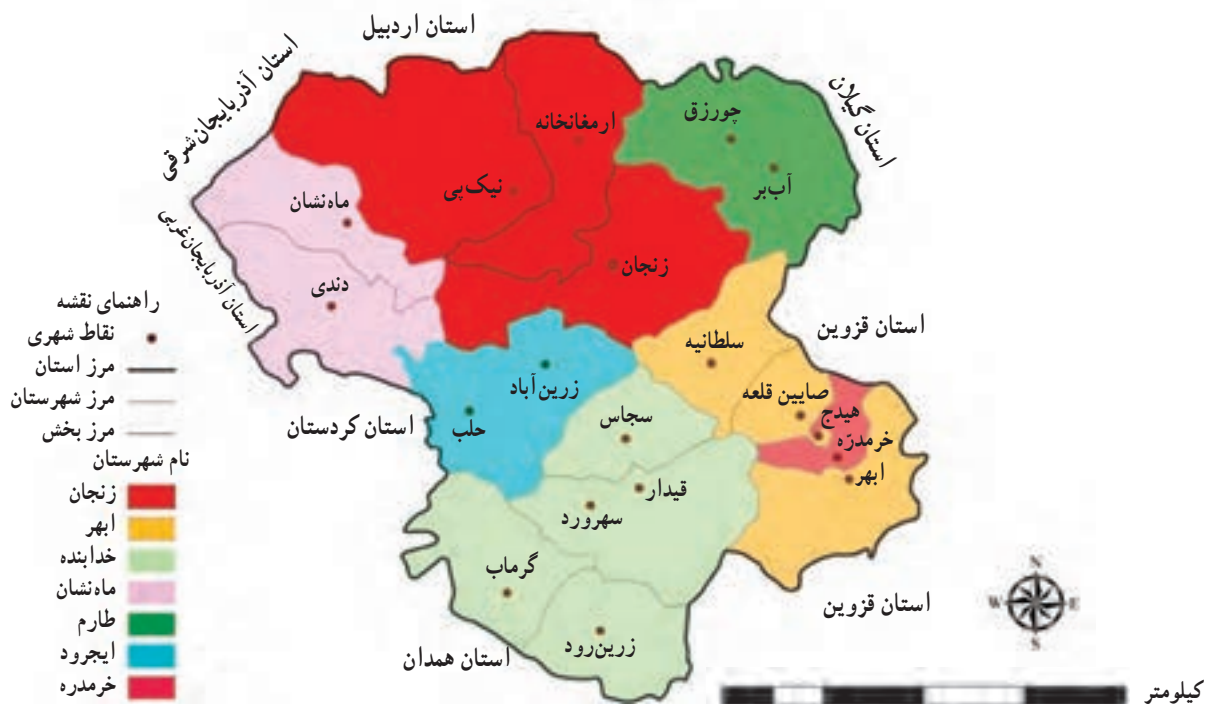 استان اردبیل
استان آذربایجان شرقی
استان گیلان
چورزق
ارمغانخانه
آب‌بر
نیک‌پی
ماه‌نشان
استان آذربایجان غربی
زنجان
دندی
استان قزوین
سلطانیه
زرین‌آباد
صایین قلعه
هیدج
سجاس
حلب
خرمدرّه
استان کردستان
ابهر
قیدار
سهرورد
گرماب
استان قزوین
زرین‌رود
استان همدان
راهنمای نقشه
نقاط شهری
مرز استان
مرز شهرستان
مرز بخش
نام شهرستان
زنجان
ابهر
خدابنده
ماه‌نشان
طارم
ایجرود
خرمدره
N
W E
S
کیلومتر